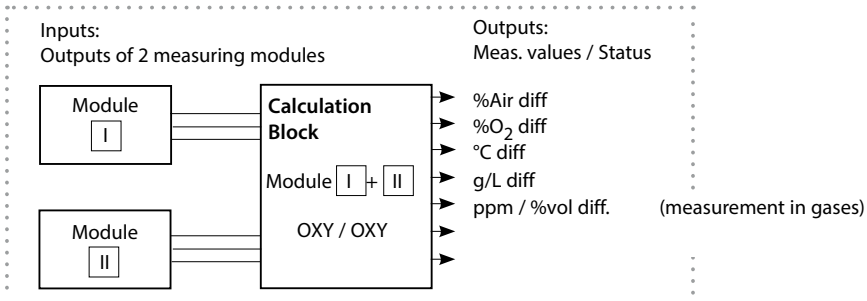 Inputs:
Outputs of 2 measuring modules
Outputs:
Meas. values / Status
Module
I
Module
II
Calculation
Block
Module I + II
OXY / OXY
%Air diff
%O₂ diff
°C diff
g/L diff
ppm / %vol diff. (measurement in gases)